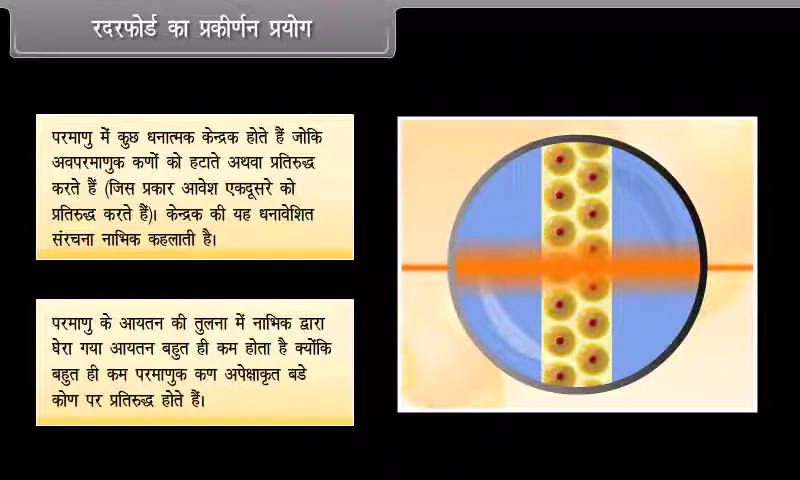 रदरफोर्ड का प्रकीर्णन प्रयोग
परमाणु में कुछ धनात्मक केन्द्रक होते हैं जोकि
अवपरमाणुक कणों को हटाते अथवा प्रतिरुद्ध
करते हैं (जिस प्रकार आवेश एकदूसरे को
प्रतिरुद्ध करते हैं)। केन्द्रक की यह धनावेशित
संरचना नाभिक कहलाती है।
परमाणु के आयतन की तुलना में नाभिक द्वारा
घेरा गया आयतन बहुत ही कम होता है क्योंकि
बहुत ही कम परमाणुक कण अपेक्षाकृत बडे
कोण पर प्रतिरुद्ध होते हैं।